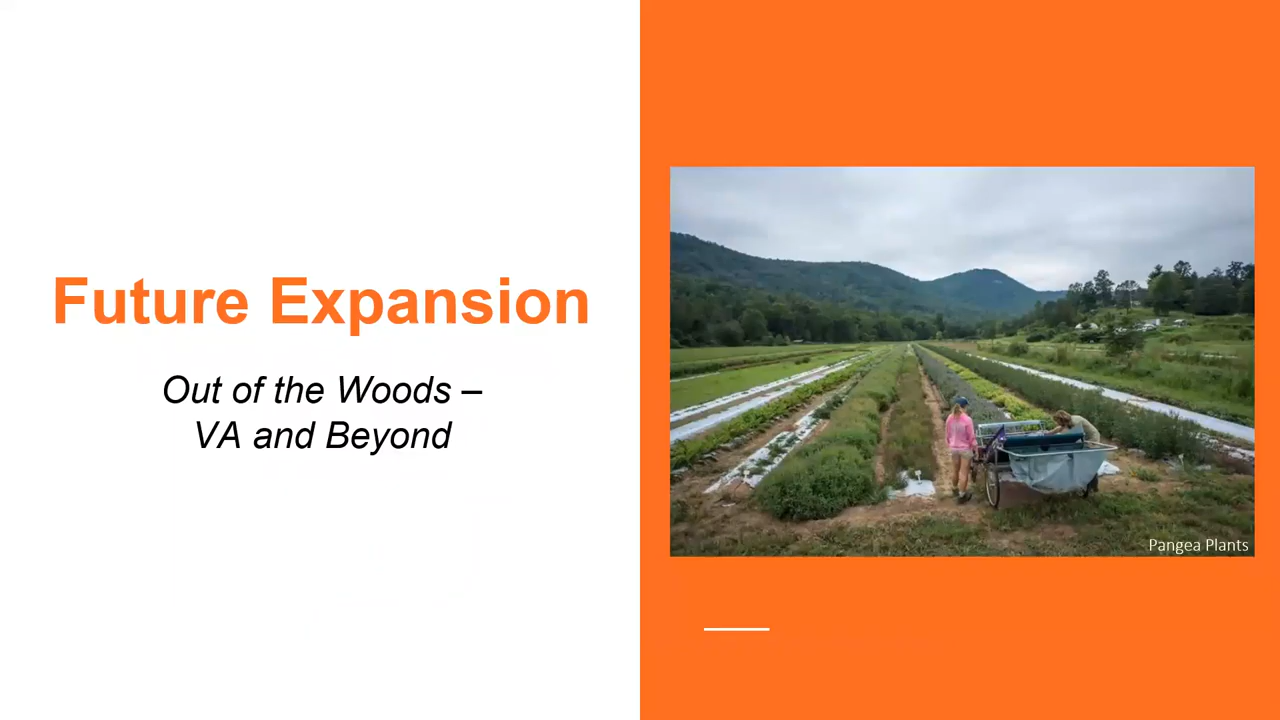 Future Expansion
Out of the Woods –
VA and Beyond
Pangea Plants